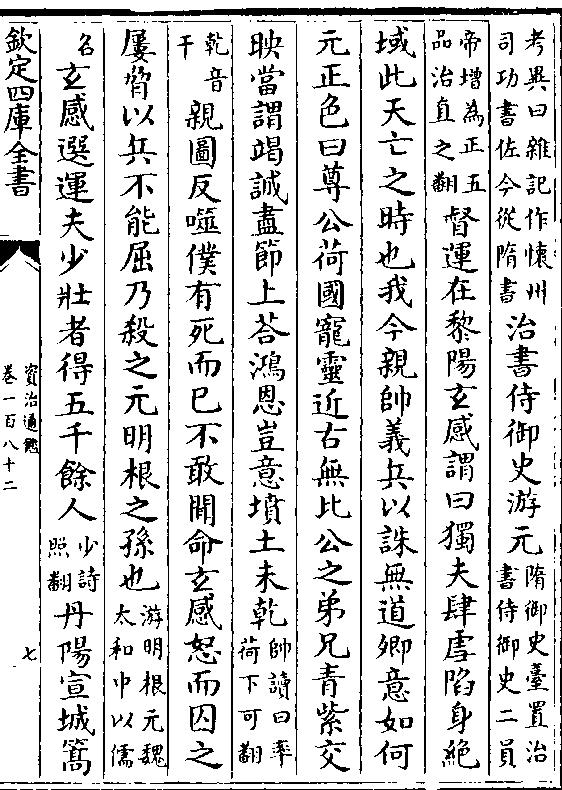 考異曰雜記作懷州
司功書佐今從隋書
治書侍御史游元
隋御史臺置治
書侍御史二員
帝增為正五
品治直之翻
督運在黎陽玄感謂曰獨夫肆虐陷身絶
域此天亡之時也我今親帥義兵以誅無道卿意如何
元正色曰尊公荷國寵靈近古無比公之弟兄青紫交
映當謂竭誠盡節上荅鴻恩豈意墳土未乾
帥讀曰率
荷下可翻
乾音
干
親圖反噬僕有死而已不敢聞命玄感怒而囚之
屢脅以兵不能屈乃殺之元明根之孫也
游明根元魏
太和中以儒
名
玄感選運夫少壯者得五千餘人
少詩
照翻
丹陽宣城篙
欽定四庫全書
資治通鑑
卷一百八十二
七